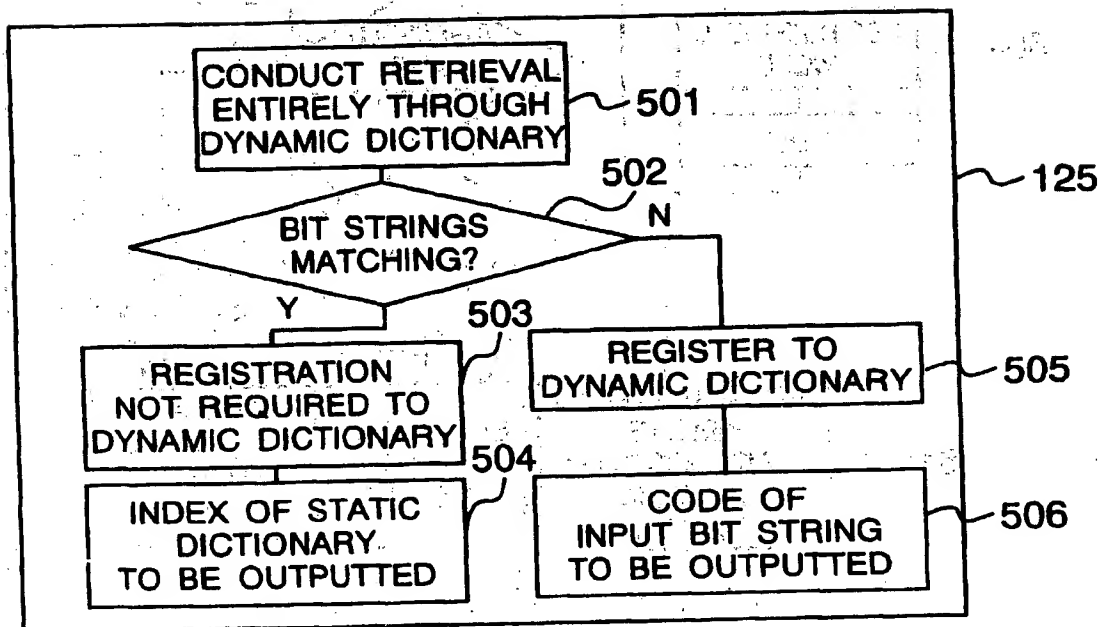 CONDUCT RETRIEVAL
ENTIRELY THROUGH
DYNAMIC DICTIONARY
501
502
125
BIT STRINGS
MATCHING?
N
Y
503
REGISTRATION
NOT REQUIRED TO
DYNAMIC DICTIONARY
REGISTER TO
DYNAMIC DICTIONARY
505
504
INDEX OF STATIC
DICTIONARY
TO BE OUTPUTTED
CODE OF
INPUT BIT STRING
TO BE OUTPUTTED
506